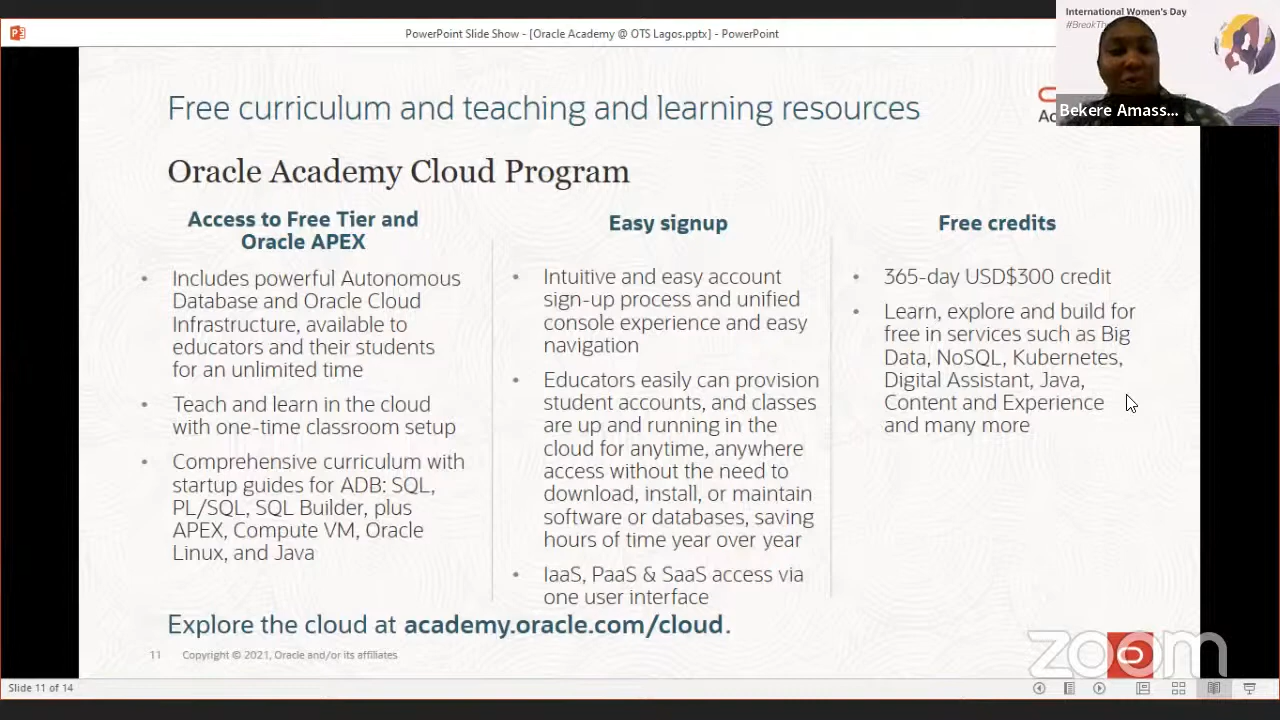 PowerPoint Slide Show - [Oracle Academy @ OTS Lagos.pptx] - PowerPoint
International Women's Day
Bekere Amass...
Free curriculum and teaching and learning resources
Oracle Academy Cloud Program
Access to Free Tier and
Oracle APEX
• Includes powerful Autonomous
Database and Oracle Cloud
Infrastructure, available to
educators and their students
for an unlimited time
• Teach and learn in the cloud
with one-time classroom setup
• Comprehensive curriculum with
startup guides for ADB: SQL,
PL/SQL, SQL Builder, plus
APEX, Compute VM, Oracle
Linux, and Java
Easy signup
• Intuitive and easy account
sign-up process and unified
console experience and easy
navigation
• Educators easily can provision
student accounts, and classes
are up and running in the
cloud for anytime, anywhere
access without the need to
download, install, or maintain
software or databases, saving
hours of time year over year
• IaaS, PaaS & SaaS access via
one user interface
Free credits
• 365-day USD$300 credit
• Learn, explore and build for
free in services such as Big
Data, NoSQL, Kubernetes,
Digital Assistant, Java,
Content and Experience
and many more
Explore the cloud at academy.oracle.com/cloud.
11 Copyright © 2021, Oracle and/or its affiliates
zoom
Slide 11 of 14